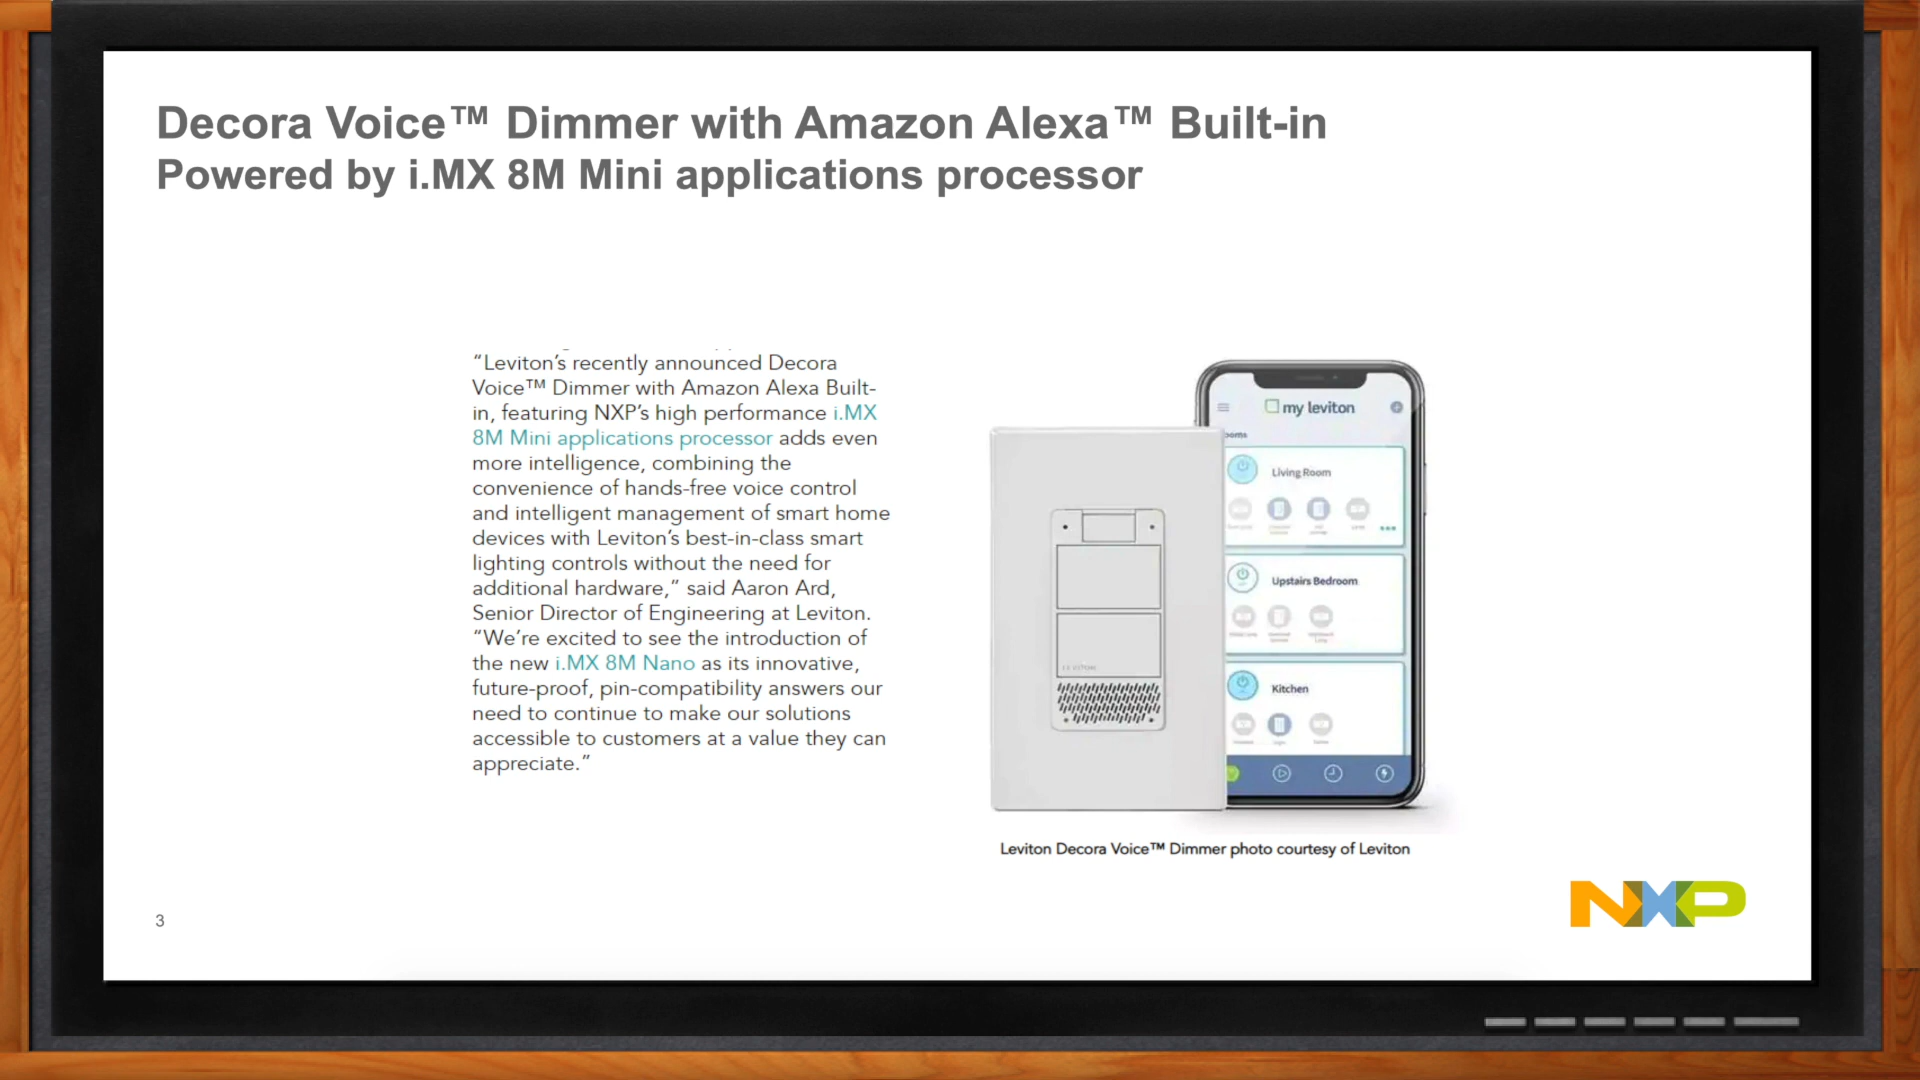 Decora Voice™ Dimmer with Amazon Alexa™ Built-in
Powered by i.MX 8M Mini applications processor
“Leviton’s recently announced Decora
Voice™ Dimmer with Amazon Alexa Built-
in, featuring NXP’s high performance i.MX
8M Mini applications processor adds even
more intelligence, combining the
convenience of hands-free voice control
and intelligent management of smart home
devices with Leviton’s best-in-class smart
lighting controls without the need for
additional hardware,” said Aaron Ard,
Senior Director of Engineering at Leviton.
“We’re excited to see the introduction of
the new i.MX 8M Nano as its innovative,
future-proof, pin-compatibility answers our
need to continue to make our solutions
accessible to customers at a value they can
appreciate.”
my leviton
Living Room
Upstairs Bedroom
Kitchen
LEVITON
Leviton Decora Voice™ Dimmer photo courtesy of Leviton
3
NXP